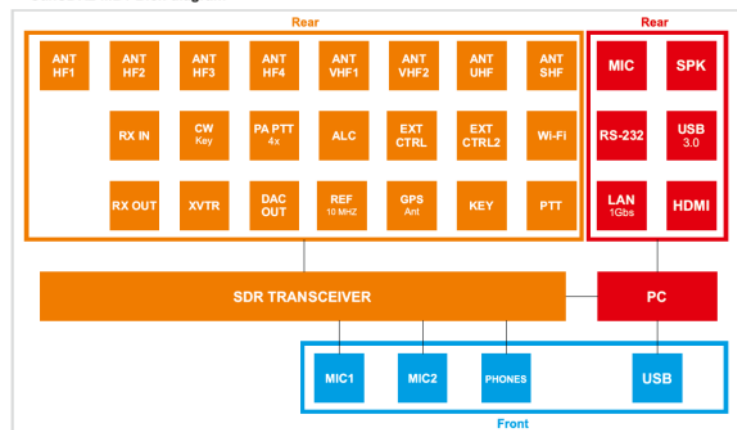 Rear
Rear
ANT HF1
ANT HF2
ANT HF3
ANT HF4
ANT VHF1
ANT VHF2
ANT UHF
ANT SHF
MIC
SPK
RX IN
CW Key
PA PTT 4x
ALC
EXT CTRL
EXT CTRL2
Wi-Fi
RS-232
USB 3.0
RX OUT
XVTR
DAC OUT
REF 10 MHZ
GPS Ant
KEY
PTT
LAN 1Gbs
HDMI
SDR TRANSCEIVER
PC
MIC1
MIC2
PHONES
USB
Front